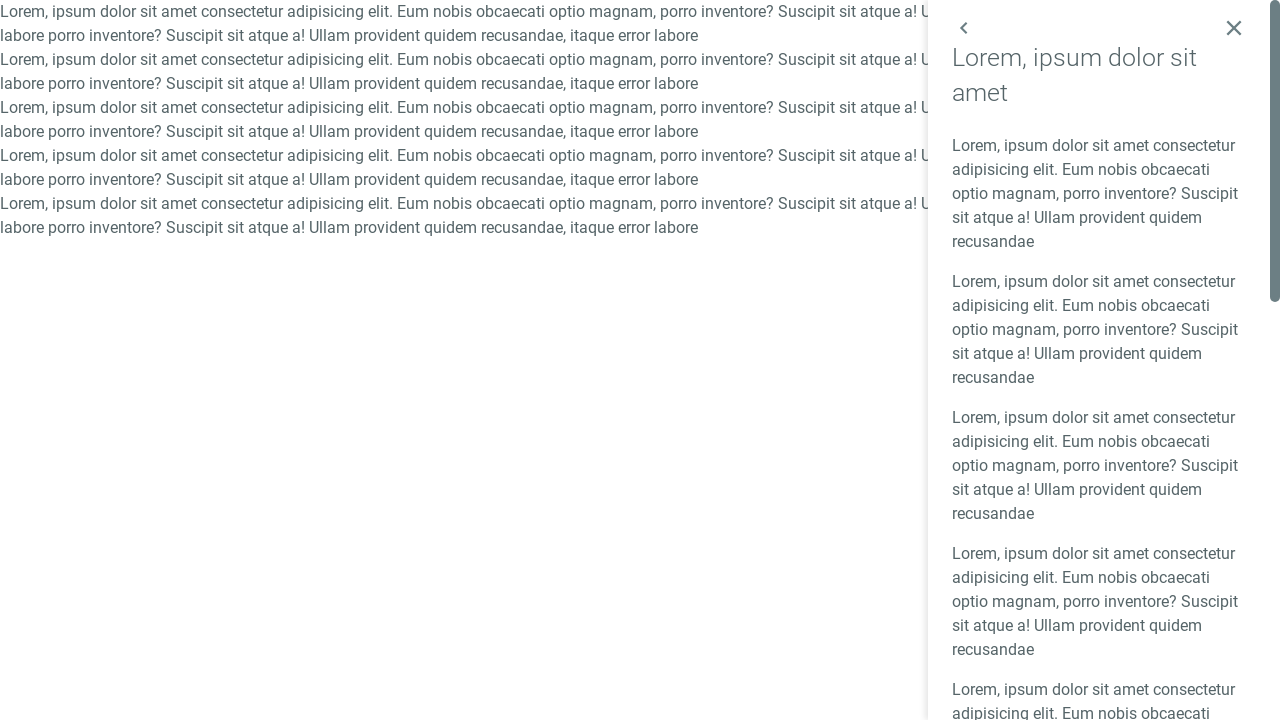 Lorem, ipsum dolor sit amet consectetur adipisicing elit. Eum nobis obcaecati optio magnam, porro inventore? Suscipit sit atque a!
labore porro inventore? Suscipit sit atque a! Ullam provident quidem recusandae, itaque error labore
Lorem, ipsum dolor sit amet consectetur adipisicing elit. Eum nobis obcaecati optio magnam, porro inventore? Suscipit sit atque a!
labore porro inventore? Suscipit sit atque a! Ullam provident quidem recusandae, itaque error labore
Lorem, ipsum dolor sit amet consectetur adipisicing elit. Eum nobis obcaecati optio magnam, porro inventore? Suscipit sit atque a!
labore porro inventore? Suscipit sit atque a! Ullam provident quidem recusandae, itaque error labore
Lorem, ipsum dolor sit amet consectetur adipisicing elit. Eum nobis obcaecati optio magnam, porro inventore? Suscipit sit atque a!
labore porro inventore? Suscipit sit atque a! Ullam provident quidem recusandae, itaque error labore
Lorem, ipsum dolor sit amet consectetur adipisicing elit. Eum nobis obcaecati optio magnam, porro inventore? Suscipit sit atque a!
labore porro inventore? Suscipit sit atque a! Ullam provident quidem recusandae, itaque error labore
Lorem, ipsum dolor sit
amet
Lorem, ipsum dolor sit amet consectetur
adipisicing elit. Eum nobis obcaecati
optio magnam, porro inventore? Suscipit
sit atque a! Ullam provident quidem
recusandae
Lorem, ipsum dolor sit amet consectetur
adipisicing elit. Eum nobis obcaecati
optio magnam, porro inventore? Suscipit
sit atque a! Ullam provident quidem
recusandae
Lorem, ipsum dolor sit amet consectetur
adipisicing elit. Eum nobis obcaecati
optio magnam, porro inventore? Suscipit
sit atque a! Ullam provident quidem
recusandae
Lorem, ipsum dolor sit amet consectetur
adipisicing elit. Eum nobis obcaecati
optio magnam, porro inventore? Suscipit
sit atque a! Ullam provident quidem
recusandae
Lorem, ipsum dolor sit amet consectetur
adipisicing elit. Eum nobis obcaecati